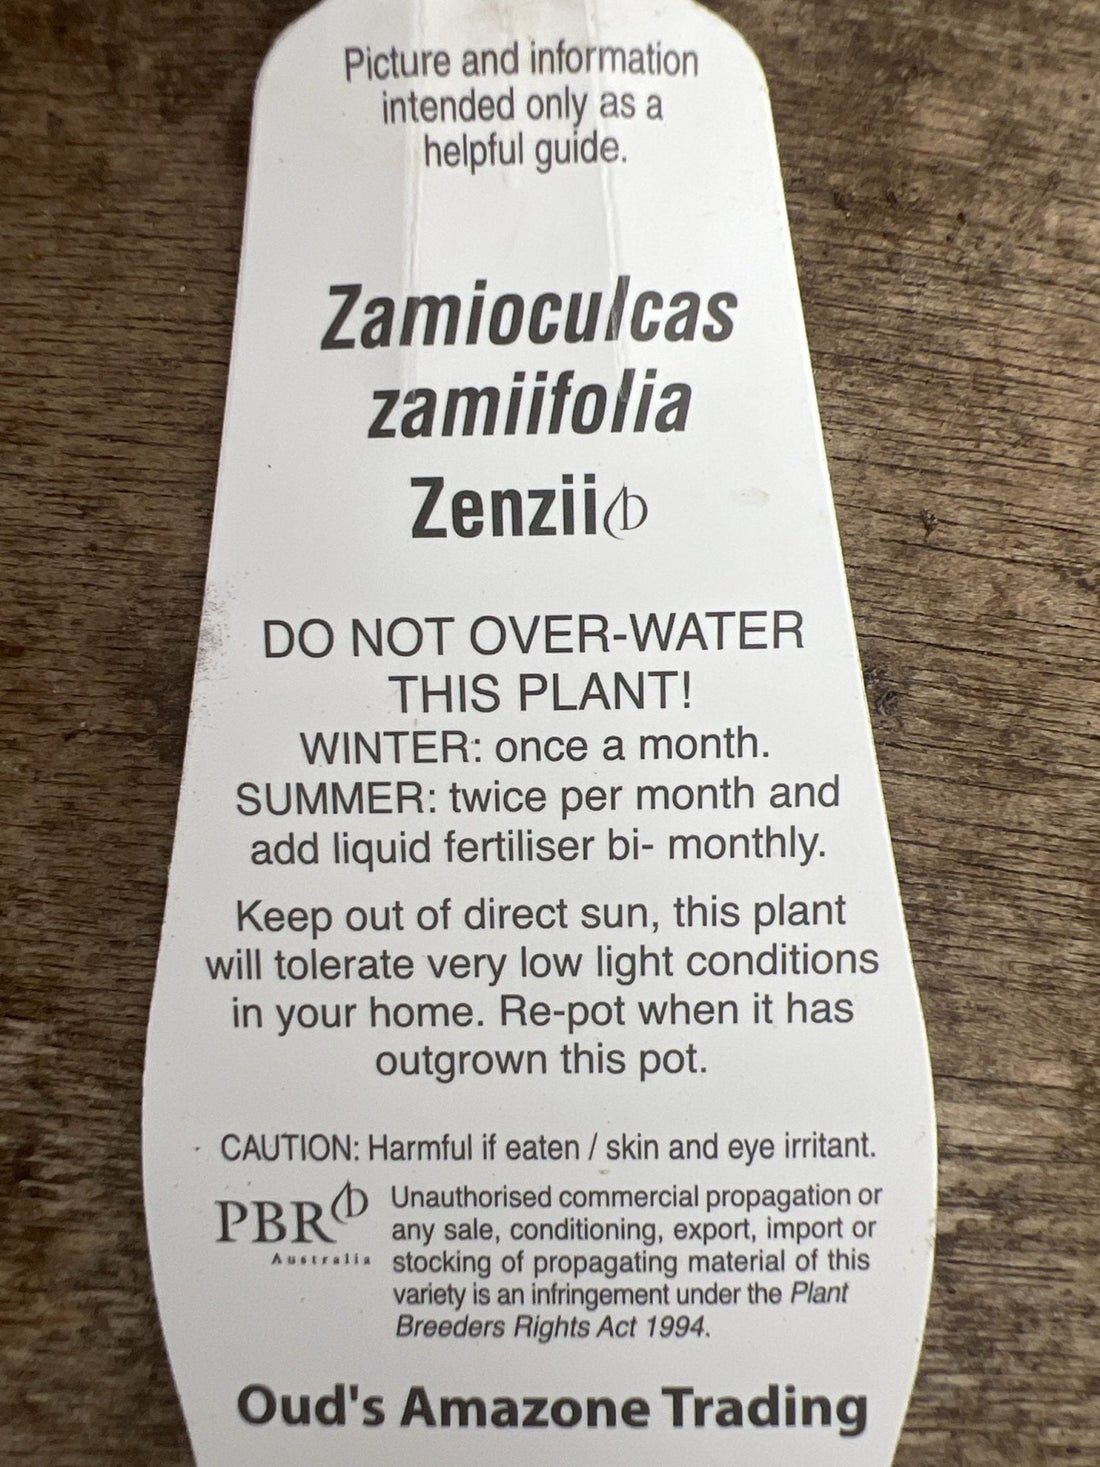 Picture and information
intended only as a
helpful guide.
Zamioculcas
zamiifolia
Zenzii
DO NOT OVER-WATER
THIS PLANT!
WINTER: once a month.
SUMMER: twice per month and
add liquid fertiliser bi- monthly.
Keep out of direct sun, this plant
will tolerate very low light conditions
in your home. Re-pot when it has
outgrown this pot.
CAUTION: Harmful if eaten / skin and eye irritant.
PBR
Australia
Unauthorised commercial propagation or
any sale, conditioning, export, import or
stocking of propagating material of this
variety is an infringement under the Plant
Breeders Rights Act 1994.
Oud's Amazone Trading